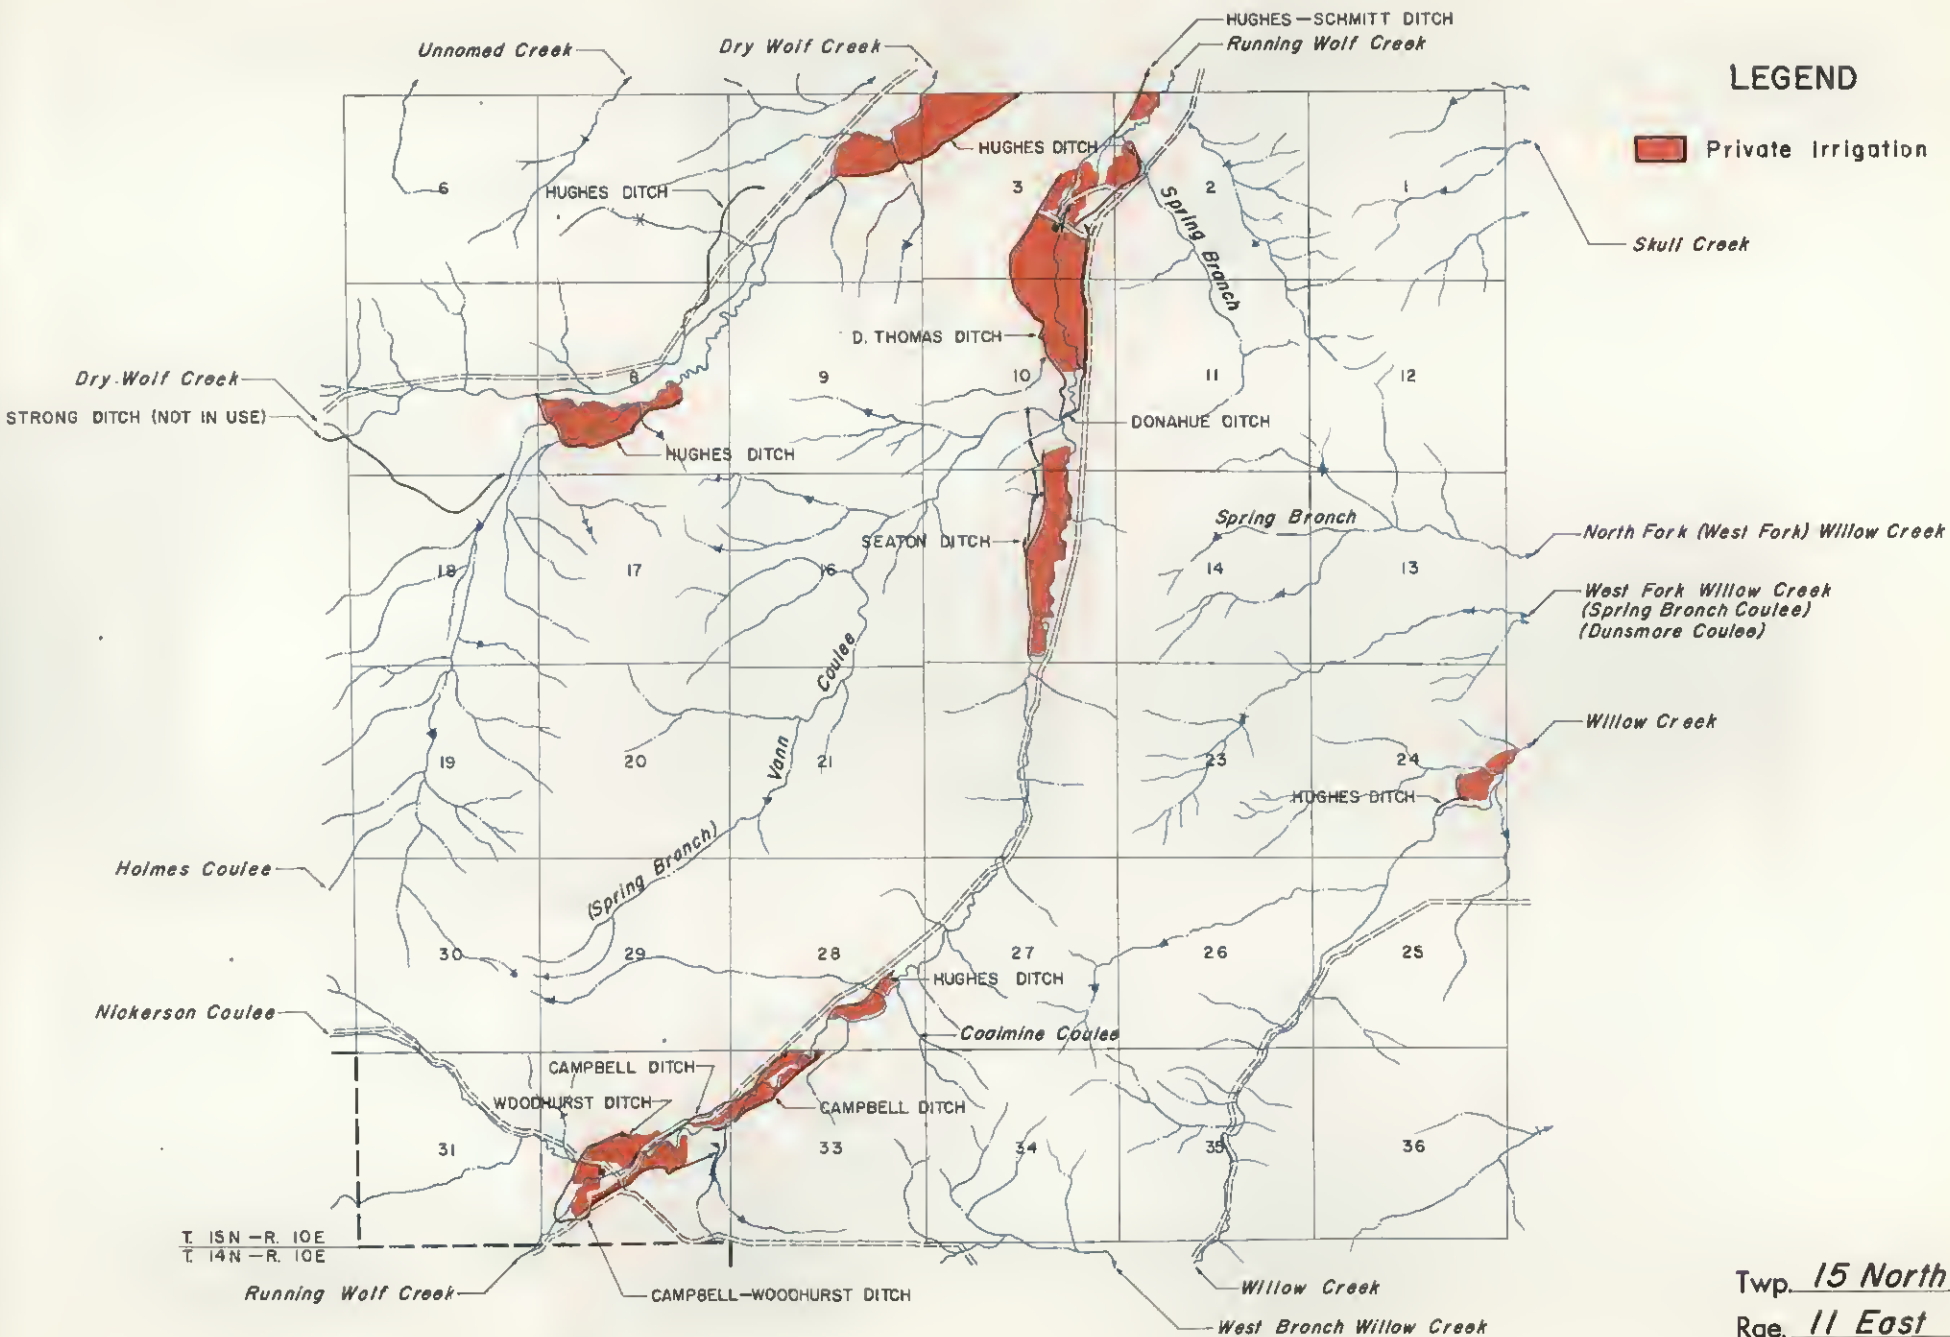 HUGHES-SCHMITT DITCH
Unnamed Creek
Dry Wolf Creek
Running Wolf Creek
LEGEND
Private Irrigation
HUGHES DITCH
6
HUGHES DITCH
3
2
1
Spring Branch
Skull Creek
D. THOMAS DITCH
Dry Wolf Creek
8
9
10
11
12
STRONG DITCH (NOT IN USE)
DONAHUE DITCH
HUGHES DITCH
Spring Branch
North Fork (West Fork) Willow Creek
SEATON DITCH
18
17
16
14
13
West Fork Willow Creek
(Spring Branch Coulee)
(Dunsmore Coulee)
Coulee
Willow Creek
19
20
Vann
21
23
24
HUGHES DITCH
(Spring Branch)
Holmes Coulee
30
29
28
27
26
25
HUGHES DITCH
Nickerson Coulee
Coalmine Coulee
CAMPBELL DITCH
WOODHURST DITCH
CAMPBELL DITCH
31
33
34
35
36
T. 15N-R. 10E
T. 14N-R. 10E
Running Wolf Creek
CAMPBELL-WOODHURST DITCH
Willow Creek
West Branch Willow Creek
Twp. 15 North
Rge. 11 East